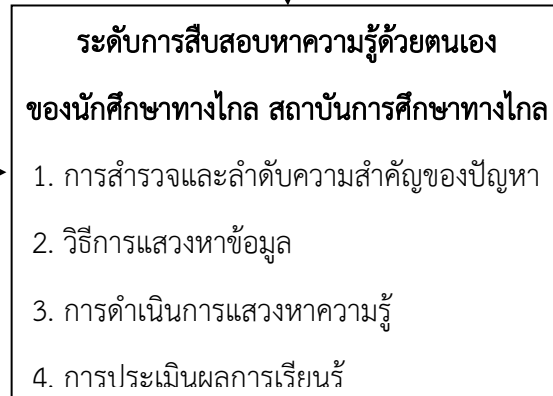 ระดับการสืบสอบหาความรู้ด้วยตนเอง
ของนักศึกษาทางไกล สถาบันการศึกษาทางไกล
1. การสำรวจและลำดับความสำคัญของปัญหา
2. วิธีการแสวงหาข้อมูล
3. การดำเนินการแสวงหาความรู้
4. การประเมินผลการเรียนรู้